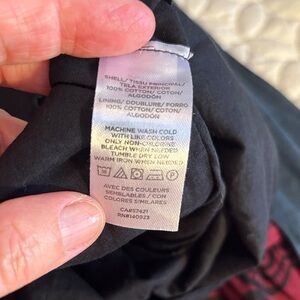 SHELL/TISSU PRINCIPAL/
TELA EXTERIOR
100% COTTON/COTON/
ALGODÓN
LINING/DOUBLURE/FORRO
100% COTTON/COTON/
ALGODÓN
MACHINE WASH COLD
WITH LIKE COLORS
ONLY NON-CHLORINE
BLEACH WHEN NEEDED
TUMBLE DRY LOW
WARM IRON WHEN NEEDED
AVEC DES COULEURS
SEMBLABLES / CON
COLORES SIMILARES
CA#57421
RN#140923